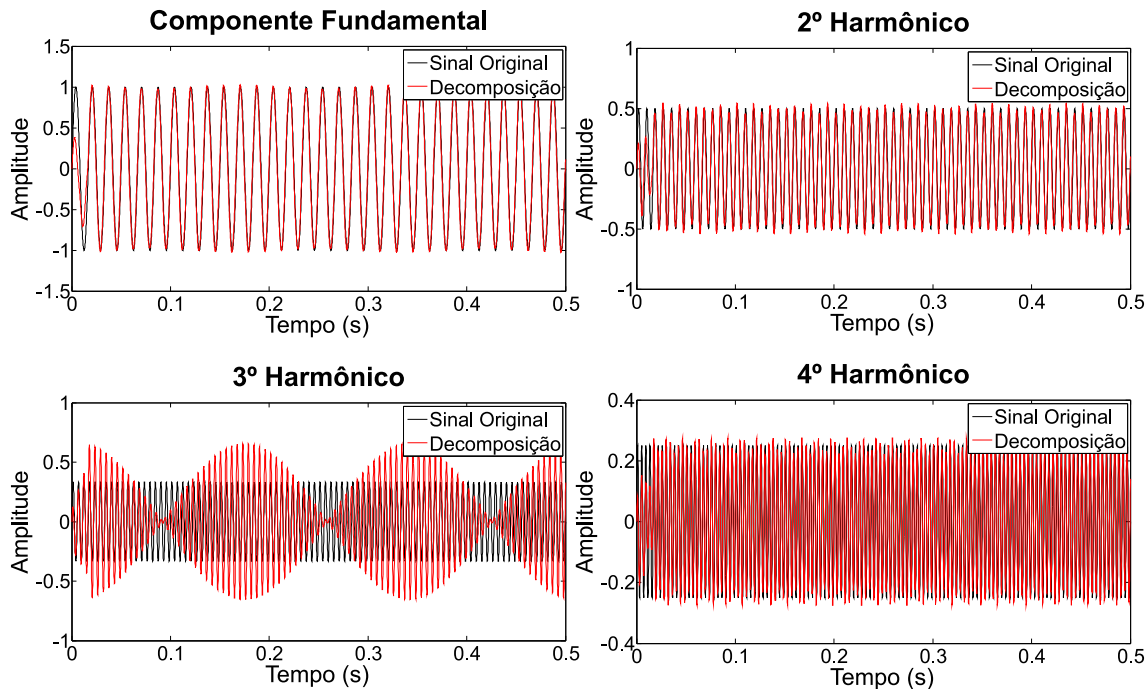 Componente Fundamental
1.5
1
0.5
0
-0.5
-1
-1.5
Amplitude
Sinal Original
Decomposição
0
0.1
0.2
0.3
0.4
0.5
Tempo (s)
2º Harmônico
1
0.5
0
-0.5
-1
Amplitude
Sinal Original
Decomposição
0
0.1
0.2
0.3
0.4
0.5
Tempo (s)
3º Harmônico
1
0.5
0
-0.5
-1
Amplitude
Sinal Original
Decomposição
0
0.1
0.2
0.3
0.4
0.5
Tempo (s)
4º Harmônico
0.4
0.2
0
-0.2
-0.4
Amplitude
Sinal Original
Decomposição
0
0.1
0.2
0.3
0.4
0.5
Tempo (s)